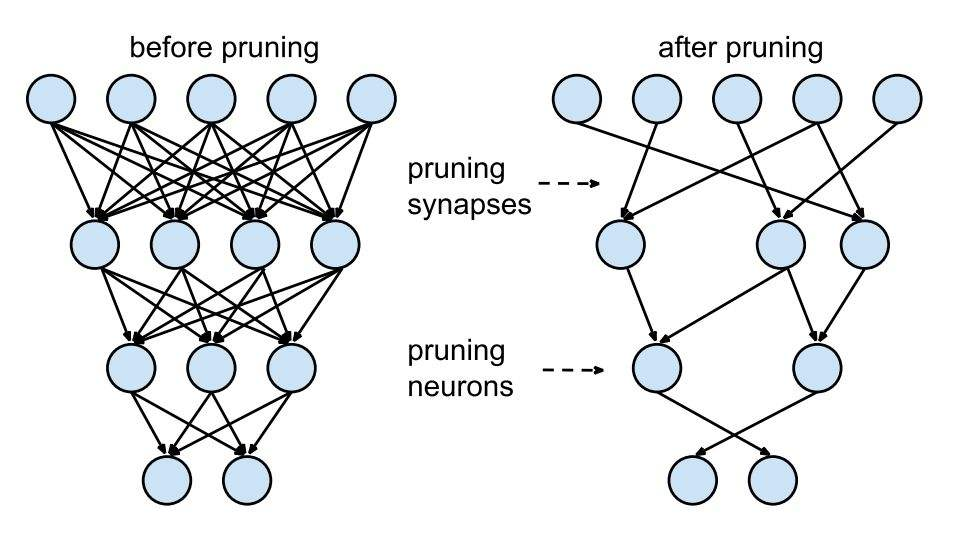 before pruning
after pruning
pruning
synapses
pruning
neurons